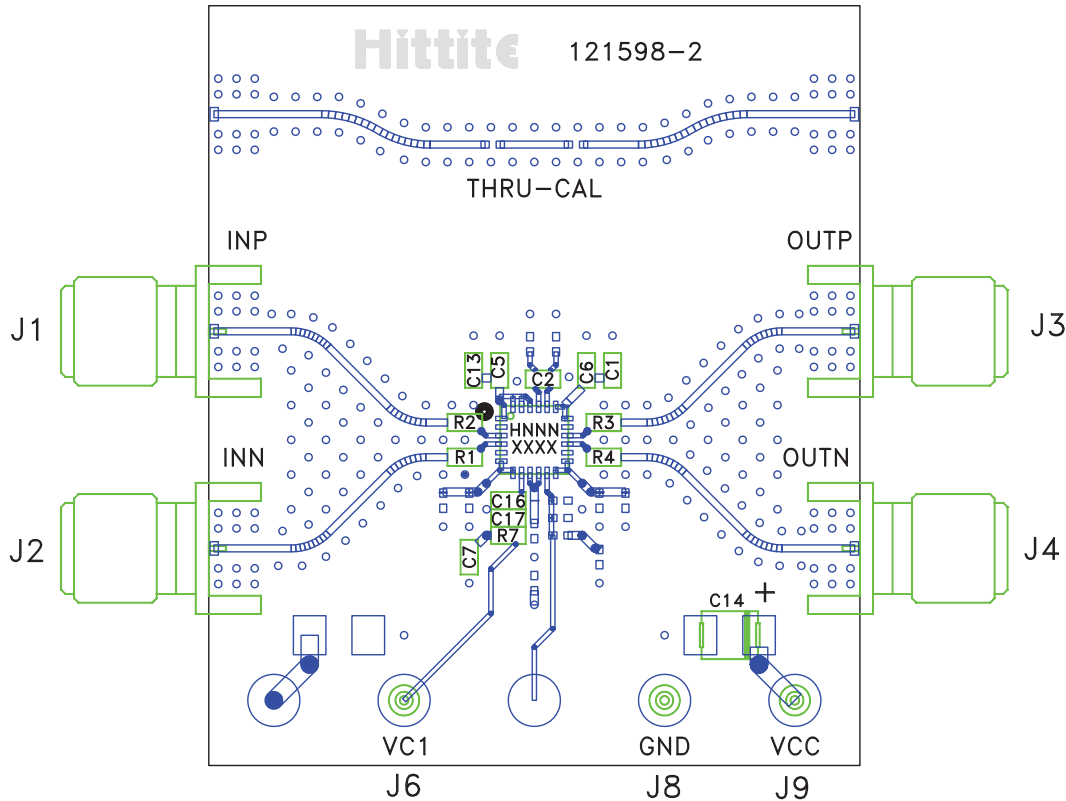 Hittite 121598-2
THRU-CAL
INP OUTP
J1 J3
C13 C5 C2 C6 C1
R2 HNNN R3
R1 XXXX R4
INN OUTN
C16
C17
R7
C7
J2 J4
C14 +
VC1 GND VCC
J6 J8 J9